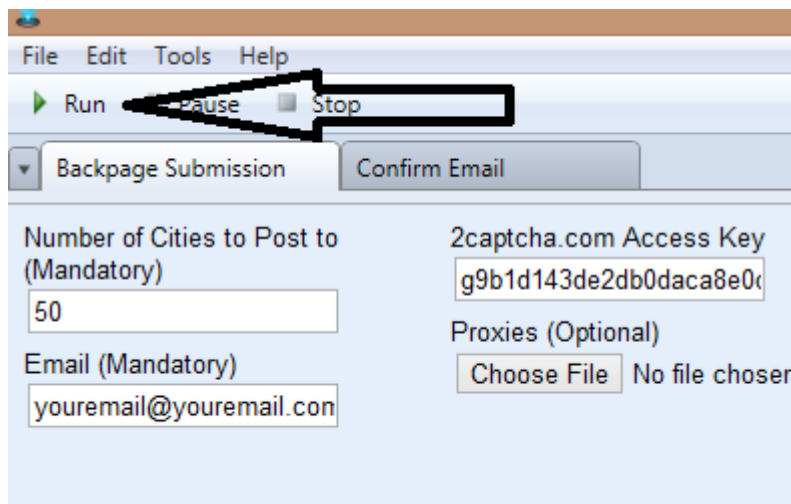 File Edit Tools Help
Run Pause Stop
Backpage Submission Confirm Email
Number of Cities to Post to
(Mandatory)
50
Email (Mandatory)
youremail@youremail.com
2captcha.com Access Key
g9b1d143de2db0daca8e0
Proxies (Optional)
Choose File No file chosen